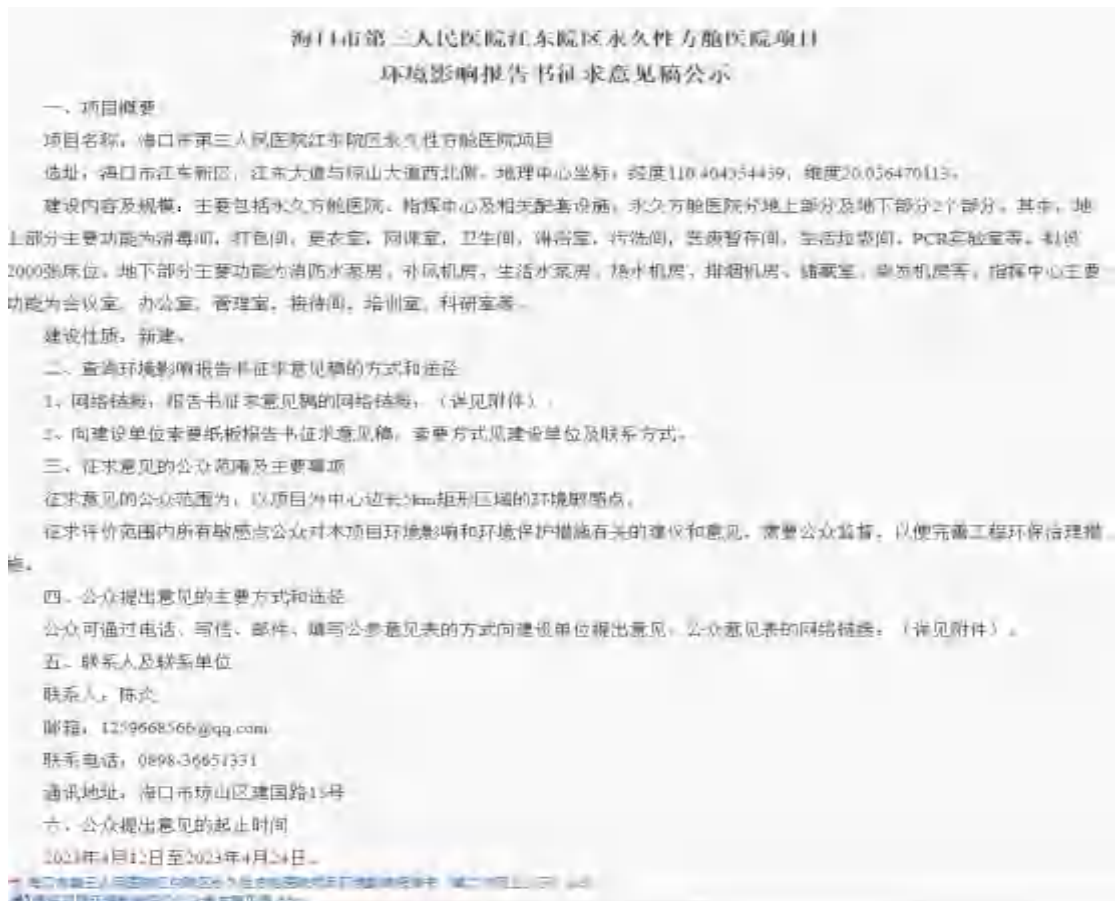 海口市第三人民医院江东院区永久性方舱医院项目
环境影响报告书征求意见稿公示
一、项目概要
项目名称：海口市第三人民医院江东院区永久性方舱医院项目
选址：海口市江东新区，江东大道与琼山大道西北侧。地理中心坐标：经度110.464354459，维度20.036470113。
建设内容及规模：主要包括永久方舱医院、指挥中心及相关配套设施，永久方舱医院分地上部分及地下部分2个部分。其中，地
上部分主要功能为消毒间、打包间、更衣室、网课室、卫生间、淋浴室、污洗间、医废暂存间、生活垃圾间、PCR实验室等。
2000张床位。地下部分主要功能为消防水泵房、补风机房、生活水泵房、热水机房、排烟机房、储藏室、柴发机房等，指挥中心主要
功能为会议室、办公室、管理室、接待间、培训室、科研室等。
建设性质：新建。
二、查询环境影响报告书征求意见稿的方式和途径
1、网络链接：报告书征求意见稿的网络链接：（详见附件）。
2、向建设单位索要纸板报告书征求意见稿，索要方式见建设单位及联系方式。
三、征求意见的公众范围及主要事项
征求意见的公众范围为：以项目为中心边长5km矩形区域的环境敏感点。
征求评价范围内所有敏感点公众对本项目环境影响和环境保护措施有关的建议和意见。需要公众监督，以便完善工程环保治理措
施。
四、公众提出意见的主要方式和途径
公众可通过电话、写信、邮件、填写公参意见表的方式向建设单位提出意见。公众意见表的网络链接：（详见附件）。
五、联系人及联系单位
联系人：陈
邮箱：1259668566@qq.com
联系电话：0898-36651331
通讯地址：海口市琼山区建国路15号
六、公众提出意见的起止时间
2023年4月12日至2023年4月24日。